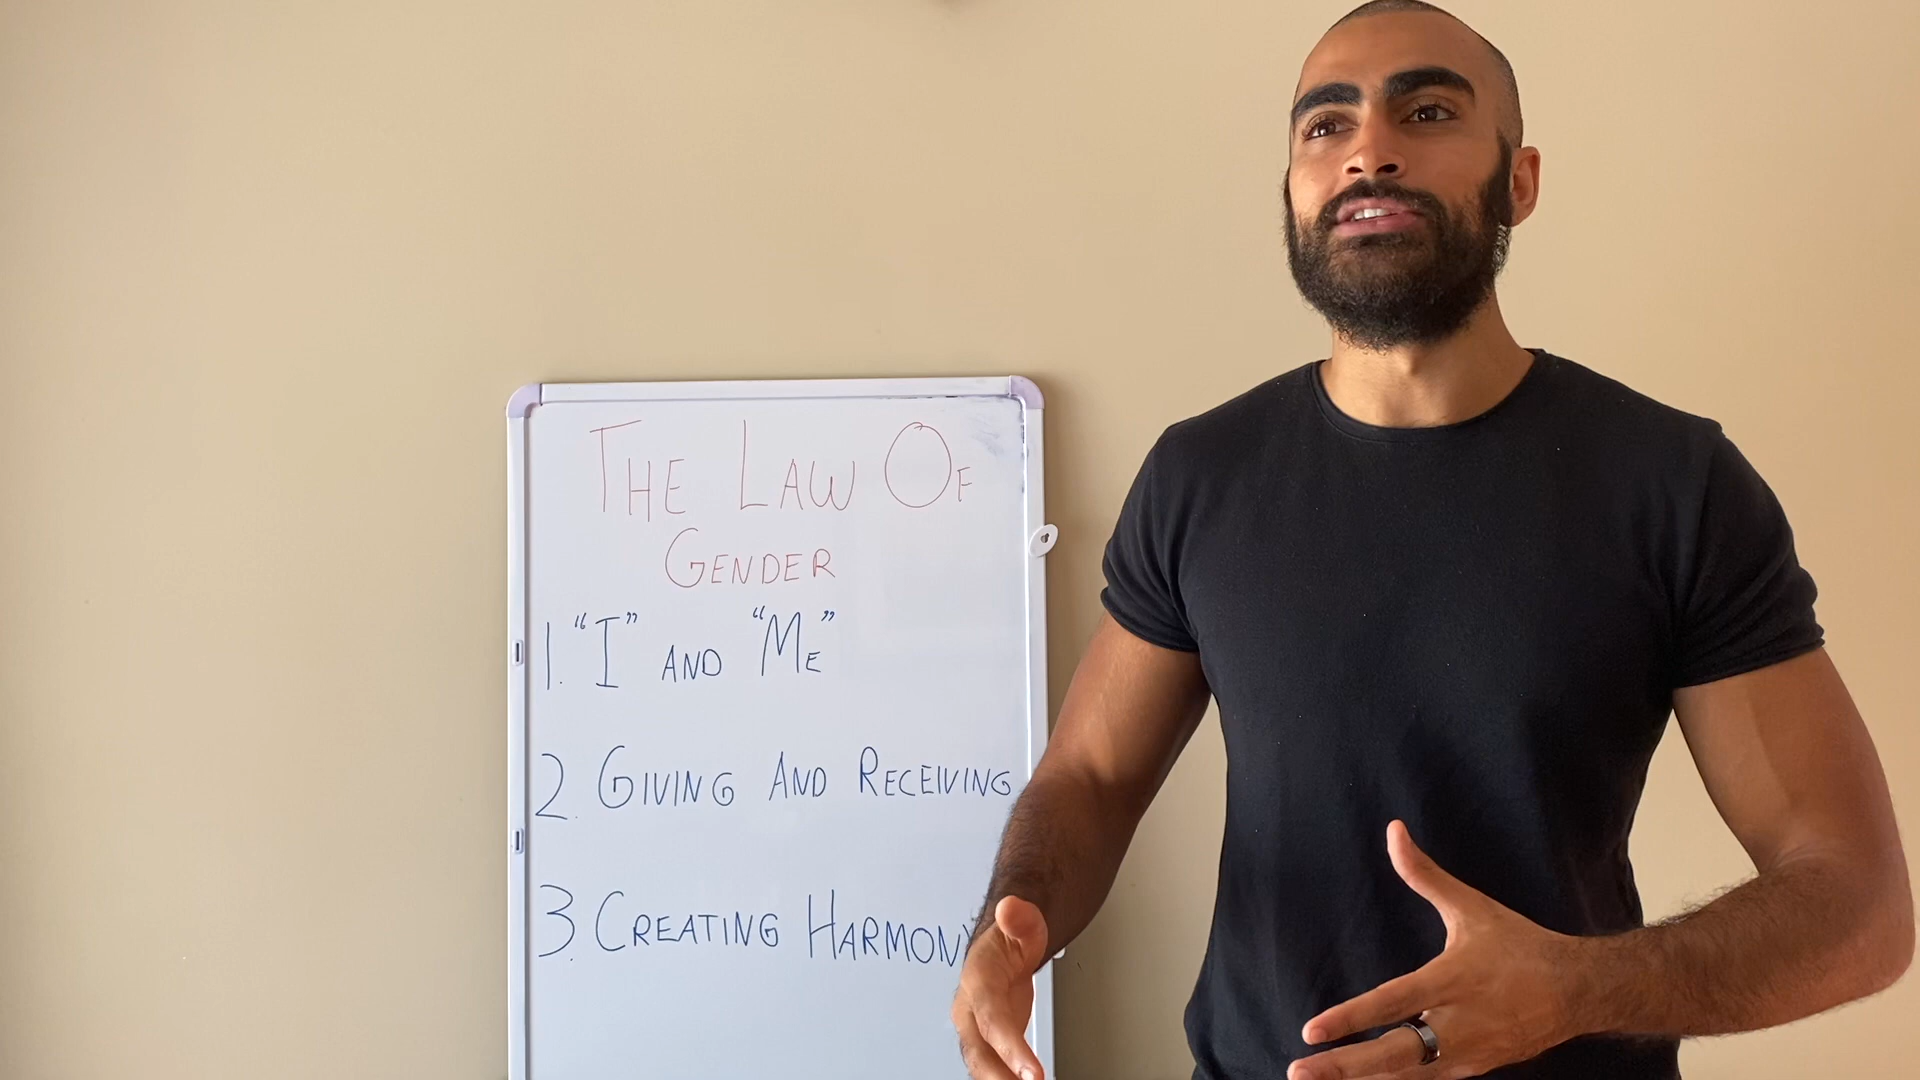 THE LAW OF
GENDER
1. "I" AND "ME"
2. GIVING AND RECEIVING
3. CREATING HARMONY